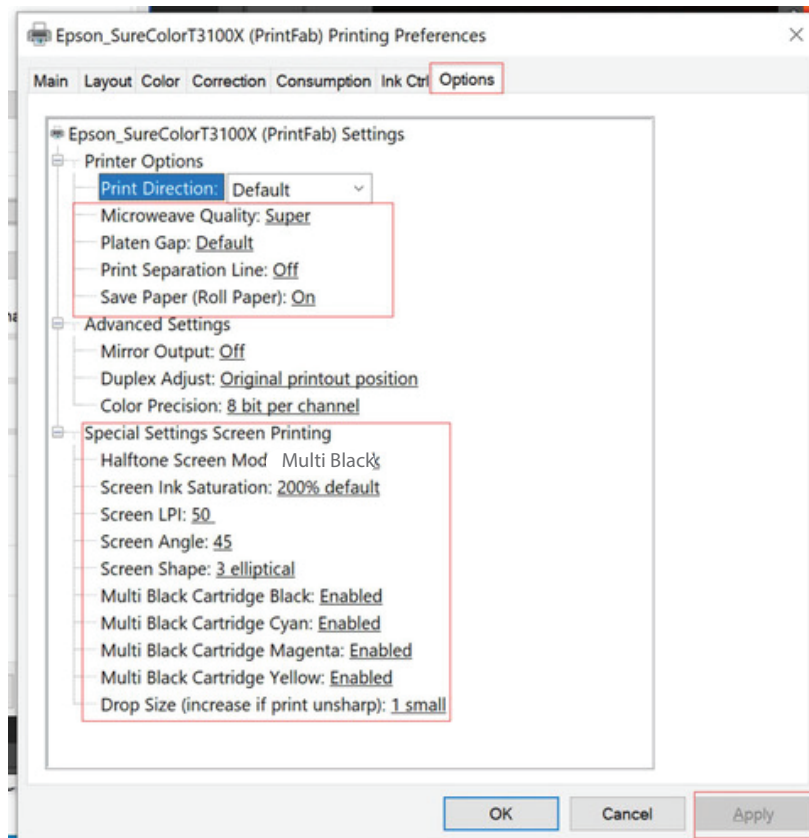 Epson_SureColorT3100X (PrintFab) Printing Preferences
Main Layout Color Correction Consumption Ink Ctrl Options
Epson_SureColorT3100X (PrintFab) Settings
Printer Options
Print Direction: Default
Microweave Quality: Super
Platen Gap: Default
Print Separation Line: Off
Save Paper (Roll Paper): On
Advanced Settings
Mirror Output: Off
Duplex Adjust: Original printout position
Color Precision: 8 bit per channel
Special Settings Screen Printing
Halftone Screen Mod Multi Black
Screen Ink Saturation: 200% default
Screen LPI: 50
Screen Angle: 45
Screen Shape: 3 elliptical
Multi Black Cartridge Black: Enabled
Multi Black Cartridge Cyan: Enabled
Multi Black Cartridge Magenta: Enabled
Multi Black Cartridge Yellow: Enabled
Drop Size (increase if print unsharp): 1 small
OK Cancel Apply